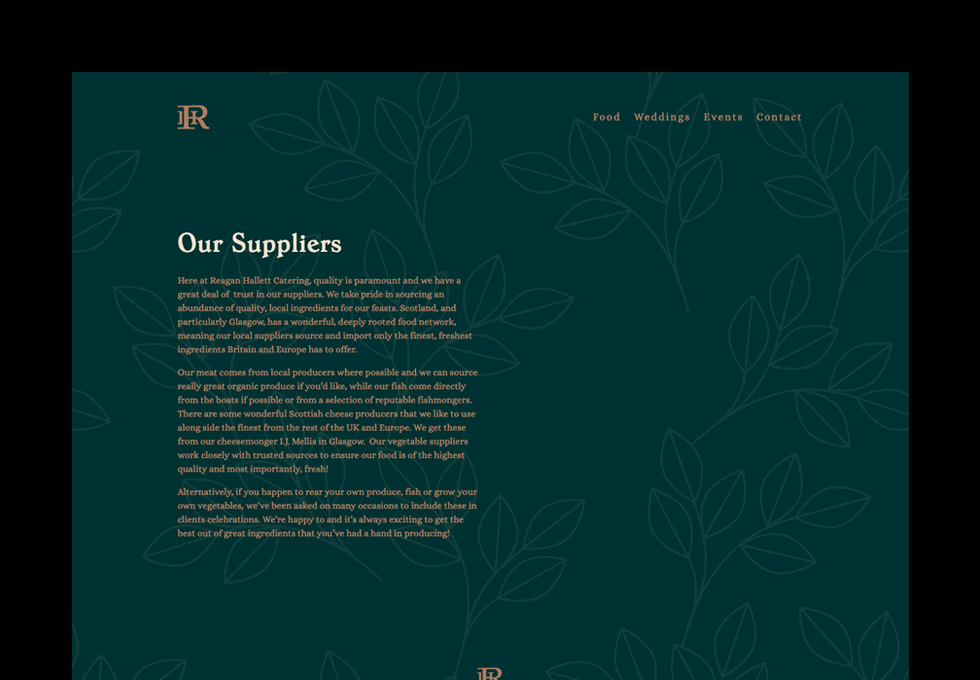 HR
Food Weddings Events Contact
Our Suppliers
Here at Reagan Hallett Catering, quality is paramount and we have a
great deal of trust in our suppliers. We take pride in sourcing an
abundance of quality, local ingredients for our feasts. Scotland, and
particularly Glasgow, has a wonderful, deeply rooted food network,
meaning our local suppliers source and import only the finest, freshest
ingredients Britain and Europe has to offer.
Our meat comes from local producers where possible and we can source
really great organic produce if you'd like, while our fish come directly
from the boats if possible or from a selection of reputable fishmongers.
There are some wonderful Scottish cheese producers that we like to use
along side the finest from the rest of the UK and Europe. We get these
from our cheesemonger I.J. Mellis in Glasgow. Our vegetable suppliers
work closely with trusted sources to ensure our food is of the highest
quality and most importantly, fresh!
Alternatively, if you happen to rear your own produce, fish or grow your
own vegetables, we've been asked on many occasions to include these in
clients celebrations. We're happy to and it's always exciting to get the
best out of great ingredients that you've had a hand in producing!
HR